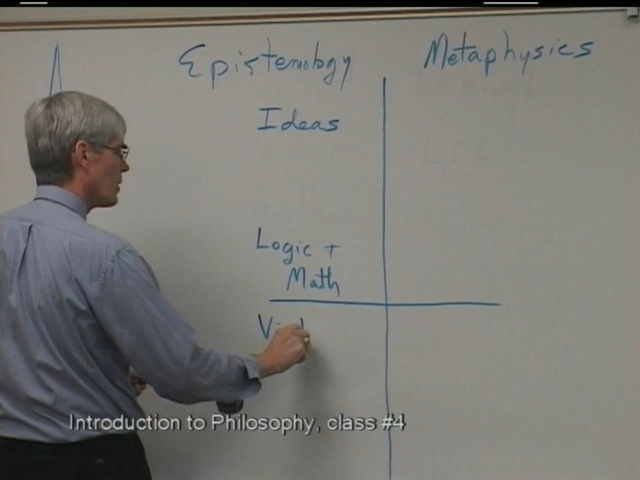 Epistemology Metaphysics
Ideas
Logic +
Math
Introduction to Philosophy, class #4